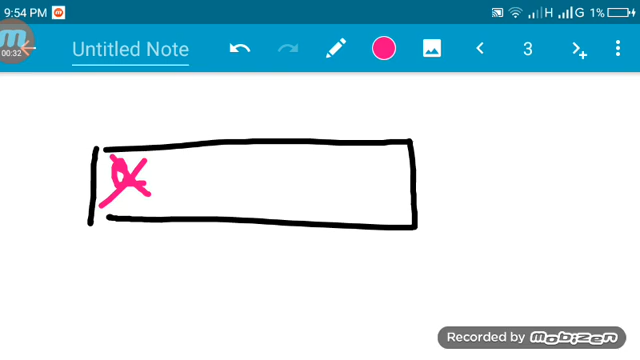 9:54 PM H G 1%
00:32 Untitled Note 3
Recorded by mobizen